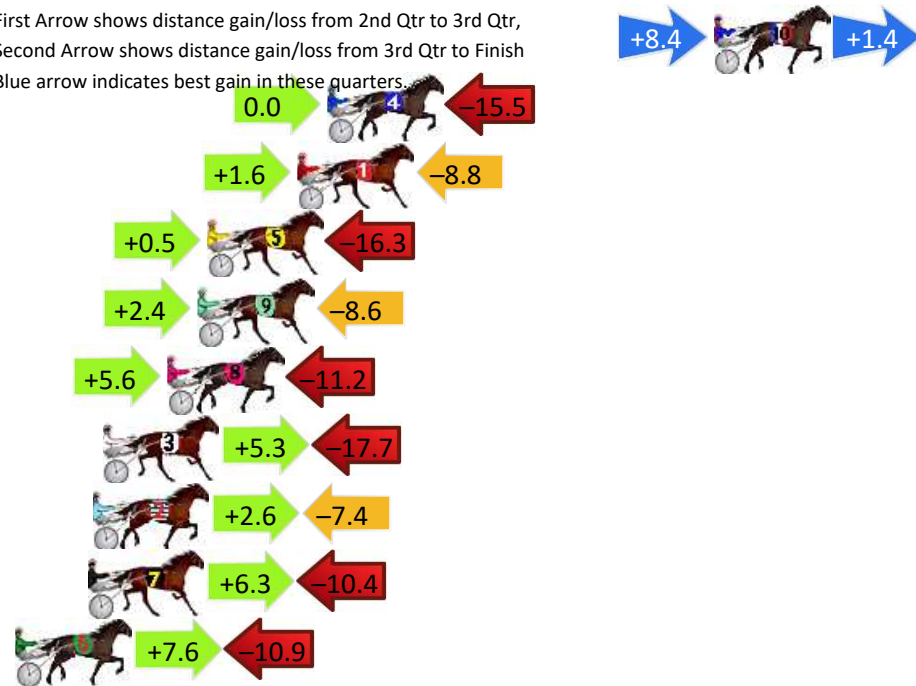 First Arrow shows distance gain/loss from 2nd Qtr to 3rd Qtr,
Second Arrow shows distance gain/loss from 3rd Qtr to Finish
Blue arrow indicates best gain in these quarters.
+8.4 10 +1.4
0.0 4 –15.5
+1.6 1 –8.8
+0.5 5 –16.3
+2.4 9 –8.6
+5.6 8 –11.2
3 +5.3 –17.7
2 +2.6 –7.4
7 +6.3 –10.4
6 +7.6 –10.9